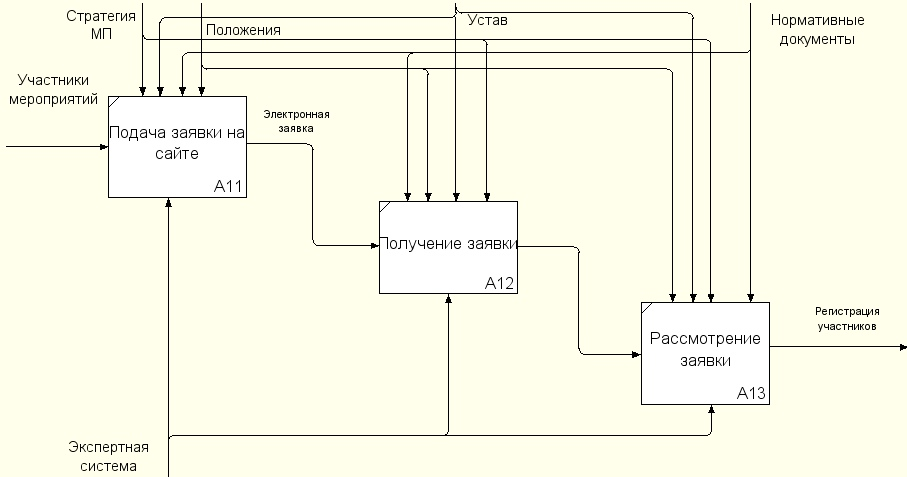 Стратегия
МП
Положения
Устав
Нормативные
документы
Участники
мероприятий
Подача заявки на
сайте
A11
Электронная
заявка
Получение заявки
A12
Рассмотрение
заявки
A13
Регистрация
участников
Экспертная
система